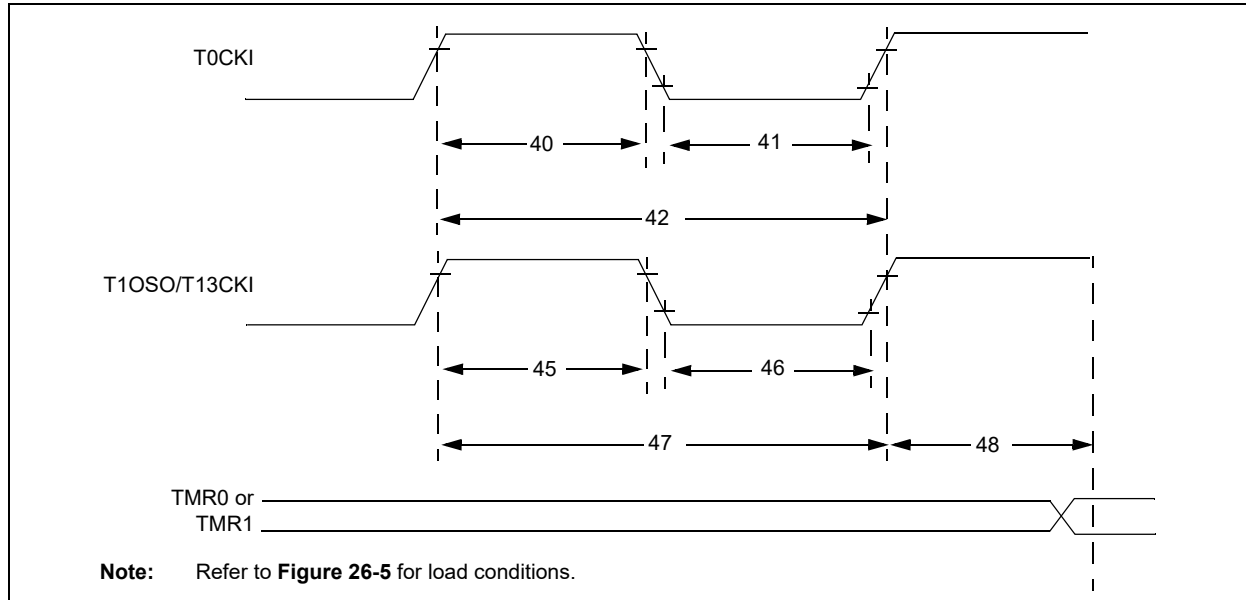 T0CKI
40
41
42
T1OSO/T13CKI
45
46
47
48
TMR0 or
TMR1
Note: Refer to Figure 26-5 for load conditions.